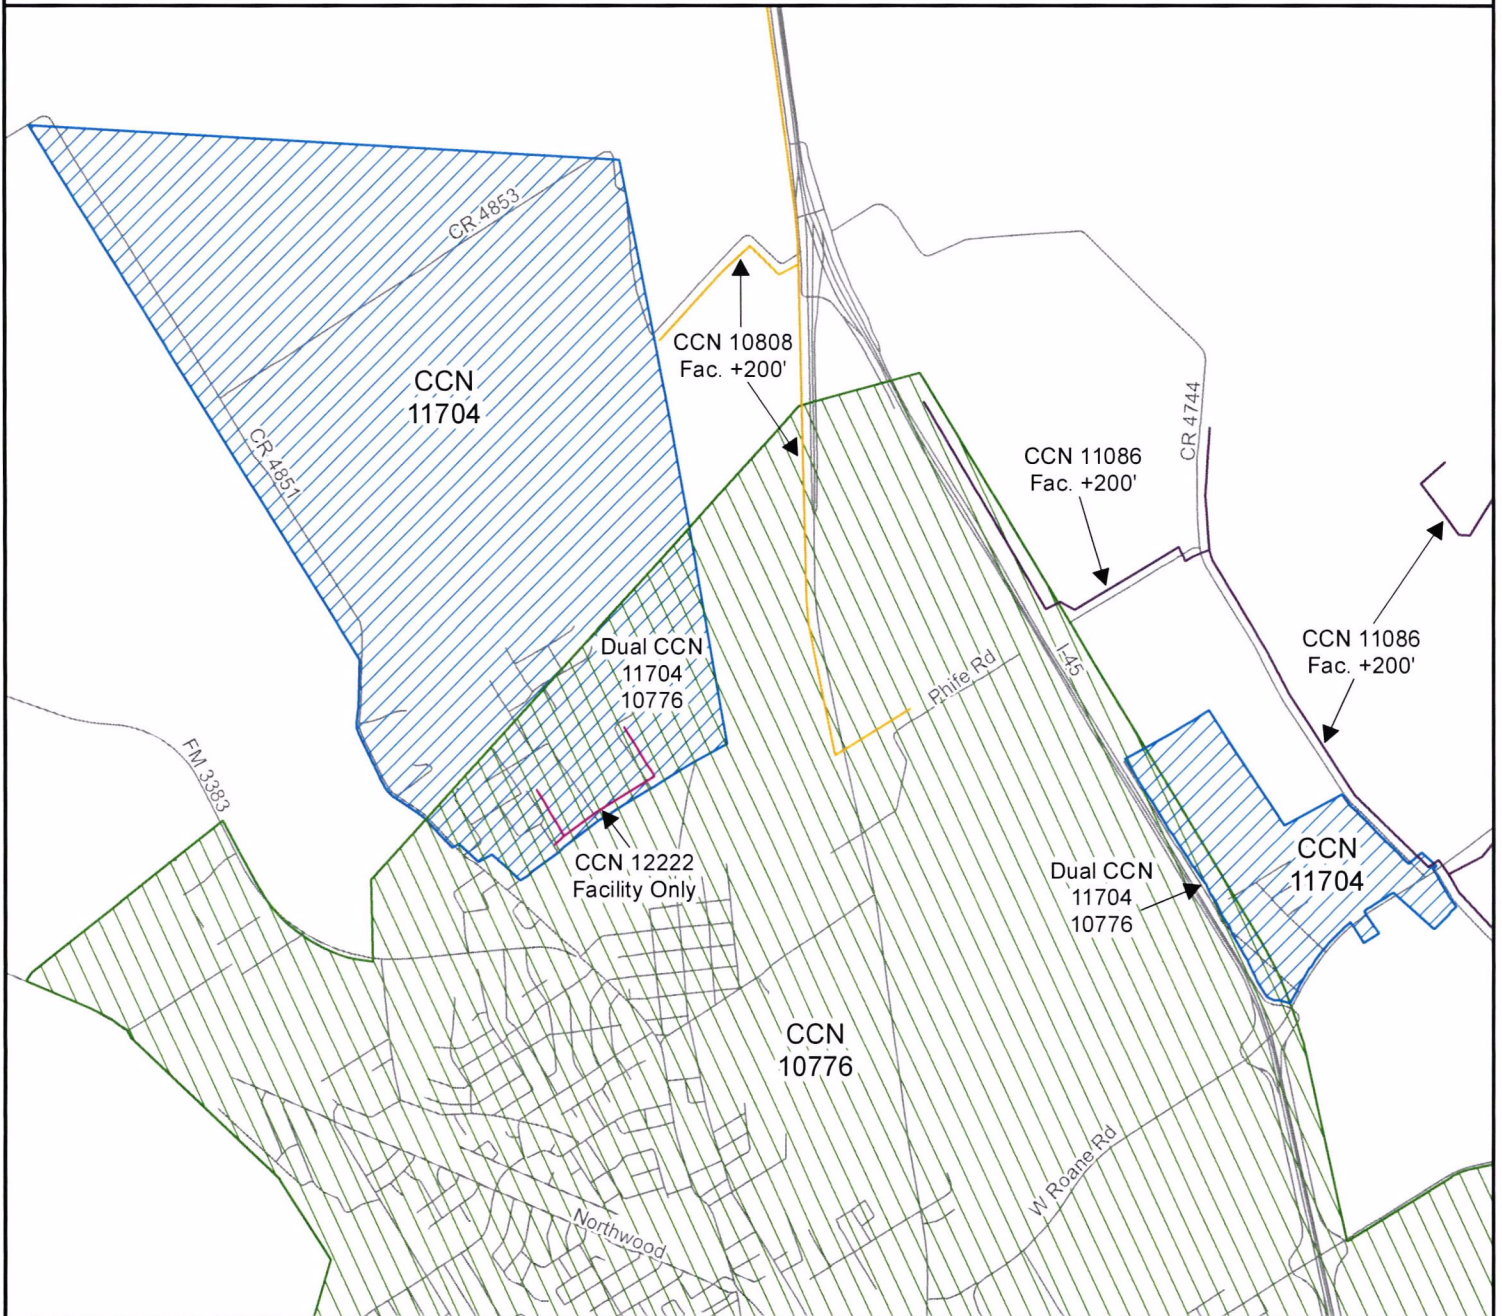 CR 4853
CCN 10808
Fac. +200'
CCN
11704
CR 4744
CR 4851
CCN 11086
Fac. +200'
Dual CCN
11704
10776
Phife Rd
I-45
CCN 11086
Fac. +200'
FM 3383
CCN 12222
Facility Only
Dual CCN
11704
10776
CCN
11704
CCN
10776
W Roane Rd
Northwood